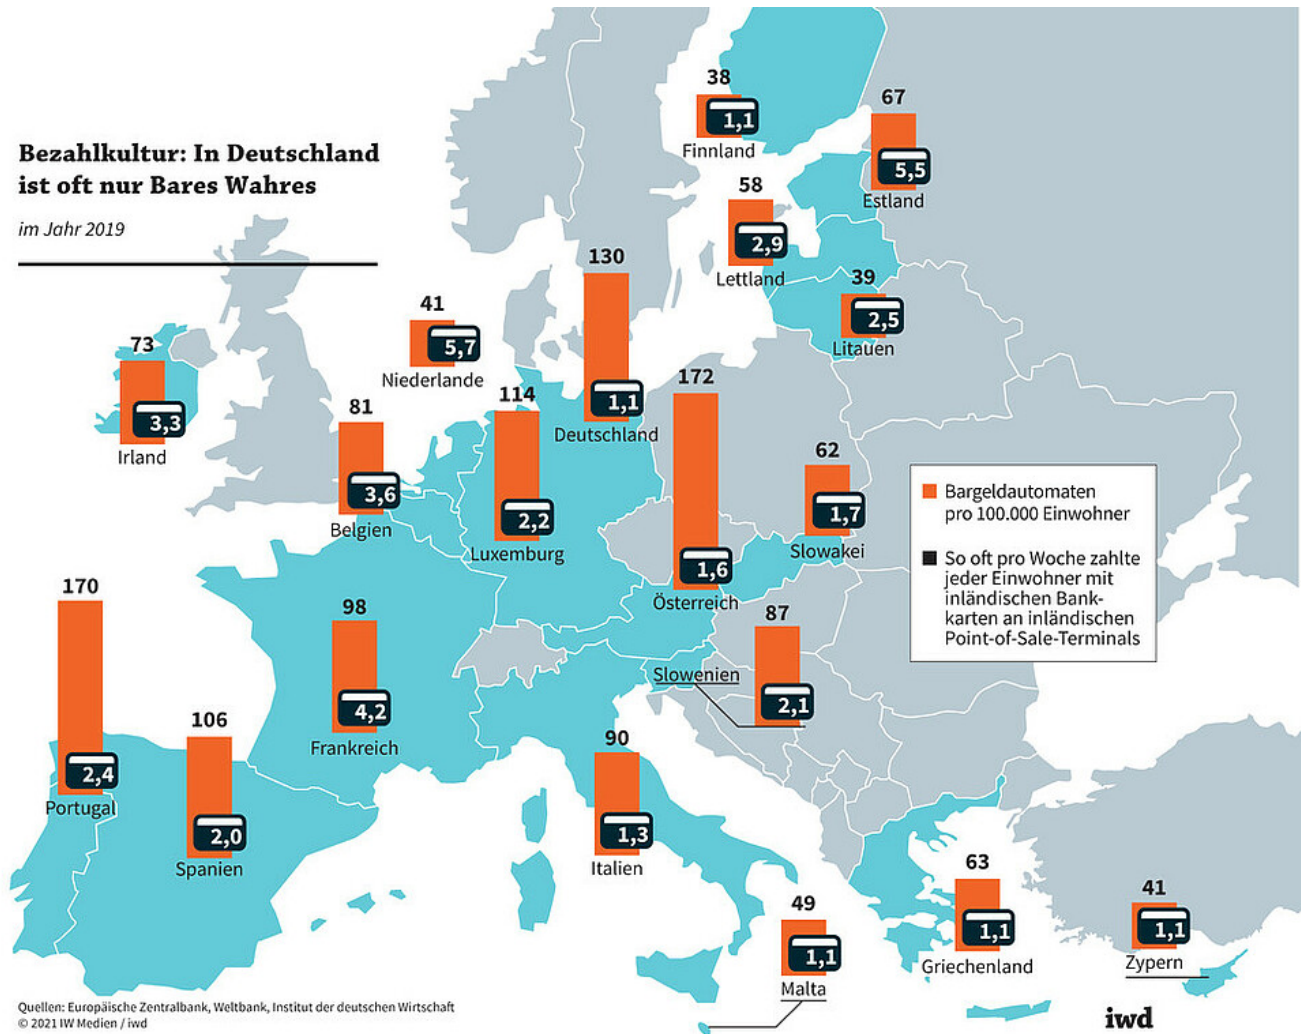 Bezahlkultur: In Deutschland
ist oft nur Bares Wahres
im Jahr 2019
38
1,1
Finnland
67
5,5
Estland
58
2,9
Lettland
39
2,5
Litauen
130
1,1
Deutschland
41
5,7
Niederlande
73
3,3
Irland
81
3,6
Belgien
114
2,2
Luxemburg
172
1,6
Österreich
62
1,7
Slowakei
Bargeldautomaten
pro 100.000 Einwohner
So oft pro Woche zahlte
jeder Einwohner mit
inländischen Bank-
karten an inländischen
Point-of-Sale-Terminals
170
2,4
Portugal
98
4,2
Frankreich
87
2,1
Slowenien
106
2,0
Spanien
90
1,3
Italien
49
1,1
Malta
63
1,1
Griechenland
41
1,1
Zypern
Quellen: Europäische Zentralbank, Weltbank, Institut der deutschen Wirtschaft
© 2021 IW Medien / iwd
iwd